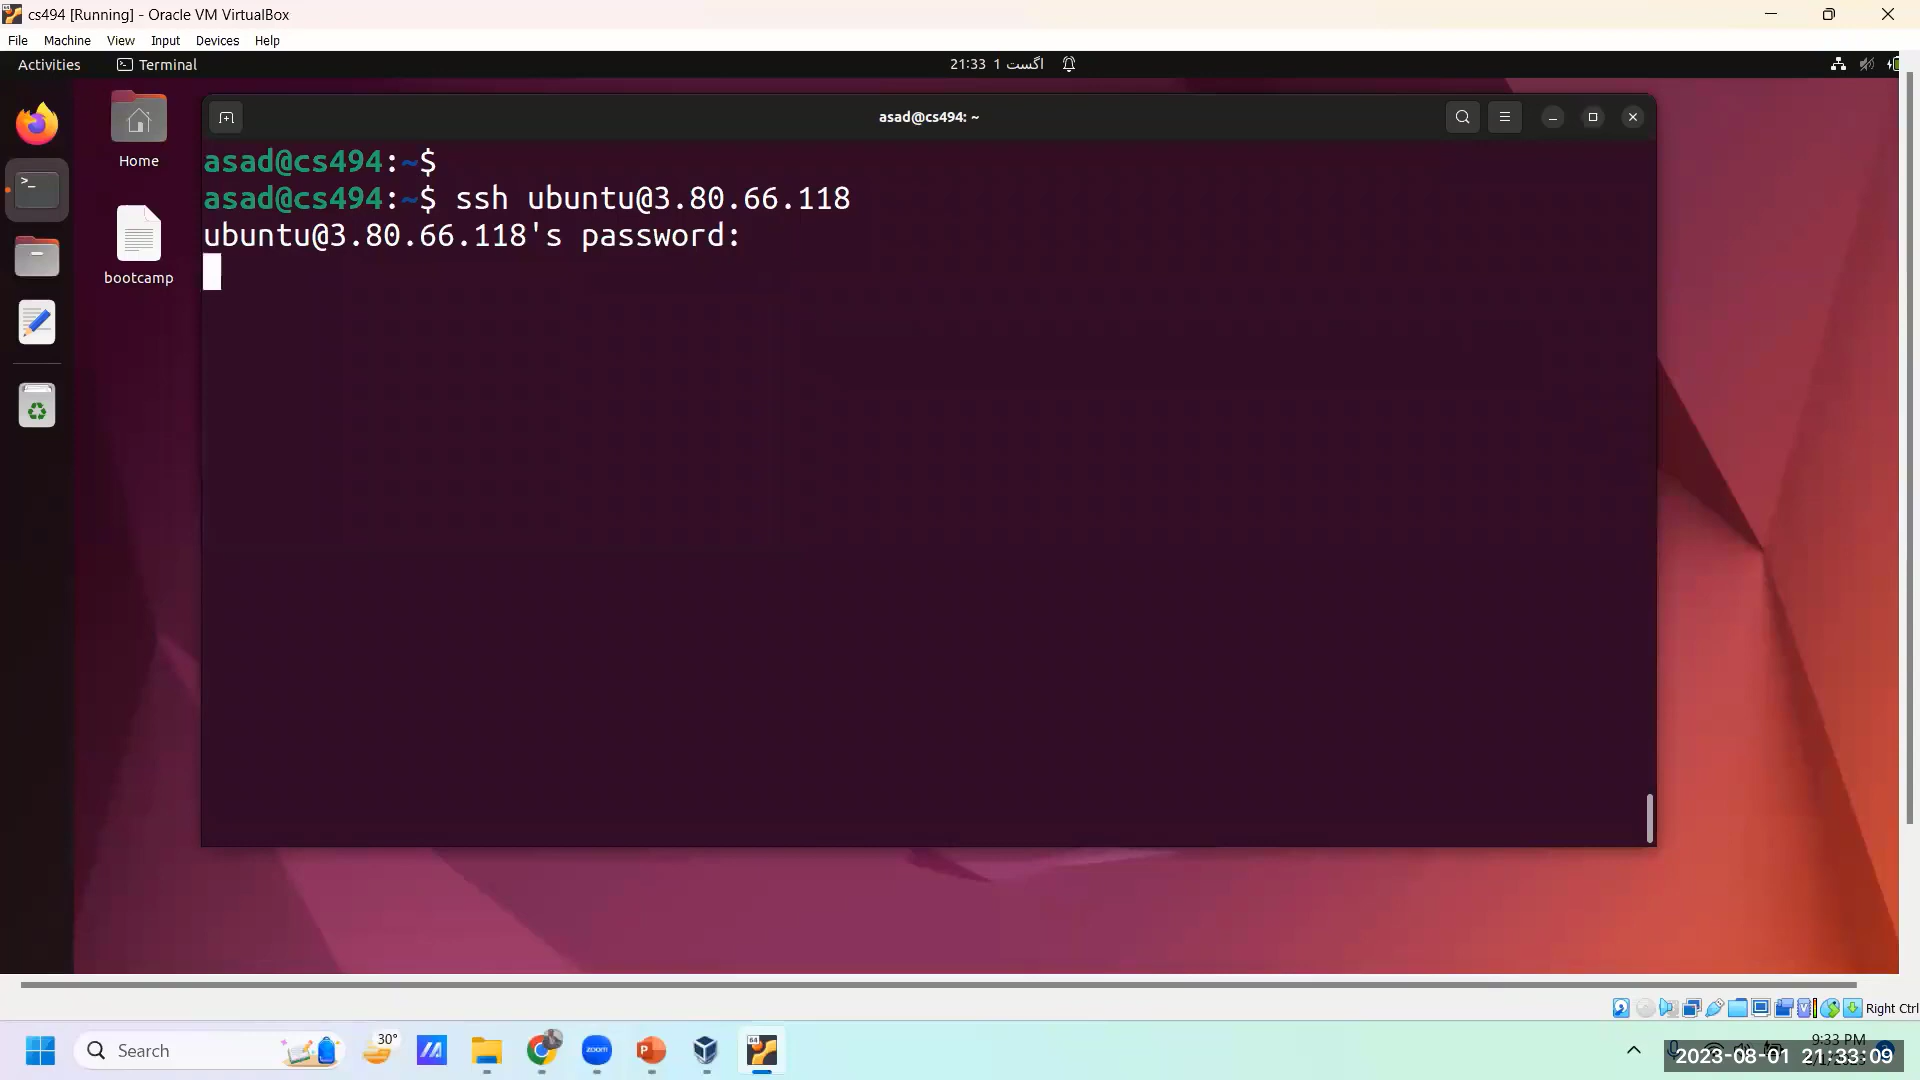 cs494 [Running] - Oracle VM VirtualBox
File Machine View Input Devices Help
Activities Terminal 21:33 1 اگست
asad@cs494: ~
Home
bootcamp
asad@cs494:~$
asad@cs494:~$ ssh ubuntu@3.80.66.118
ubuntu@3.80.66.118's password:
Right Ctrl
Search
30°
zoom
9:33 PM
2023-08-01 21:33:09